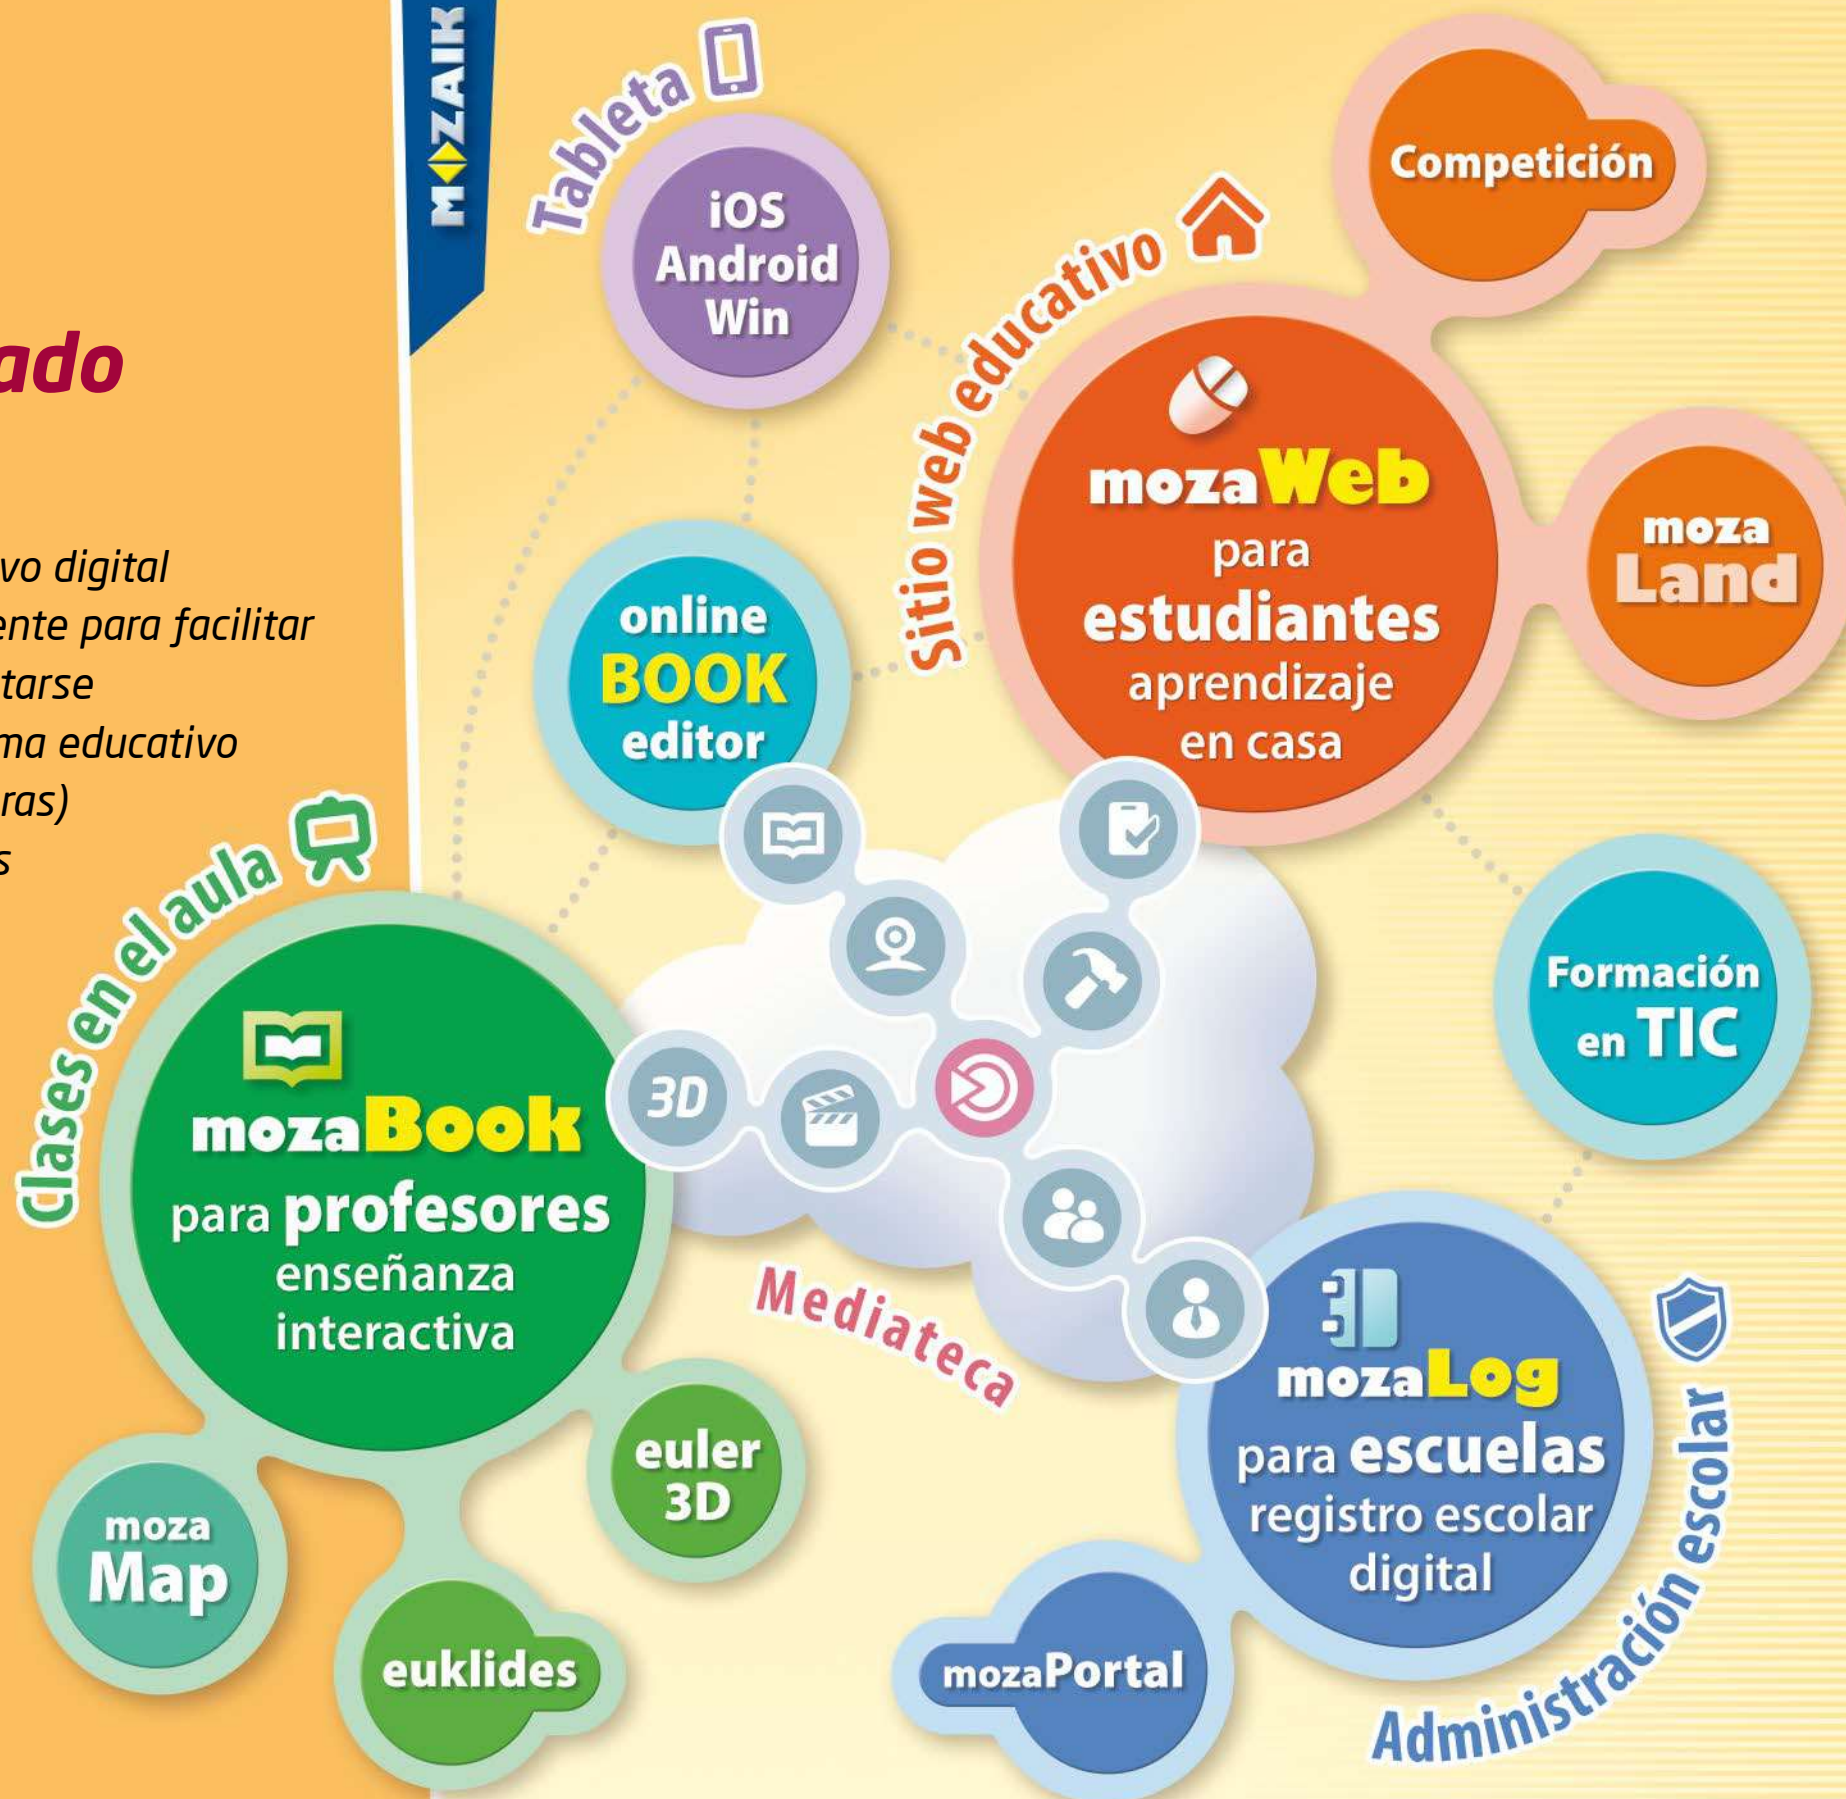 MOZAIK
ado
vo digital
ente para facilitar
tarse
ma educativo
ras)
s
Tableta
iOS
Android
Win
Sitio web educativo
mozaWeb
para
estudiantes
aprendizaje
en casa
Competición
moza
Land
online
BOOK
editor
Formación
en TIC
Clases en el aula
mozaBook
para profesores
enseñanza
interactiva
3D
Mediateca
moza
Map
euklides
euler
3D
mozaLog
para escuelas
registro escolar
digital
mozaPortal
Administración escolar